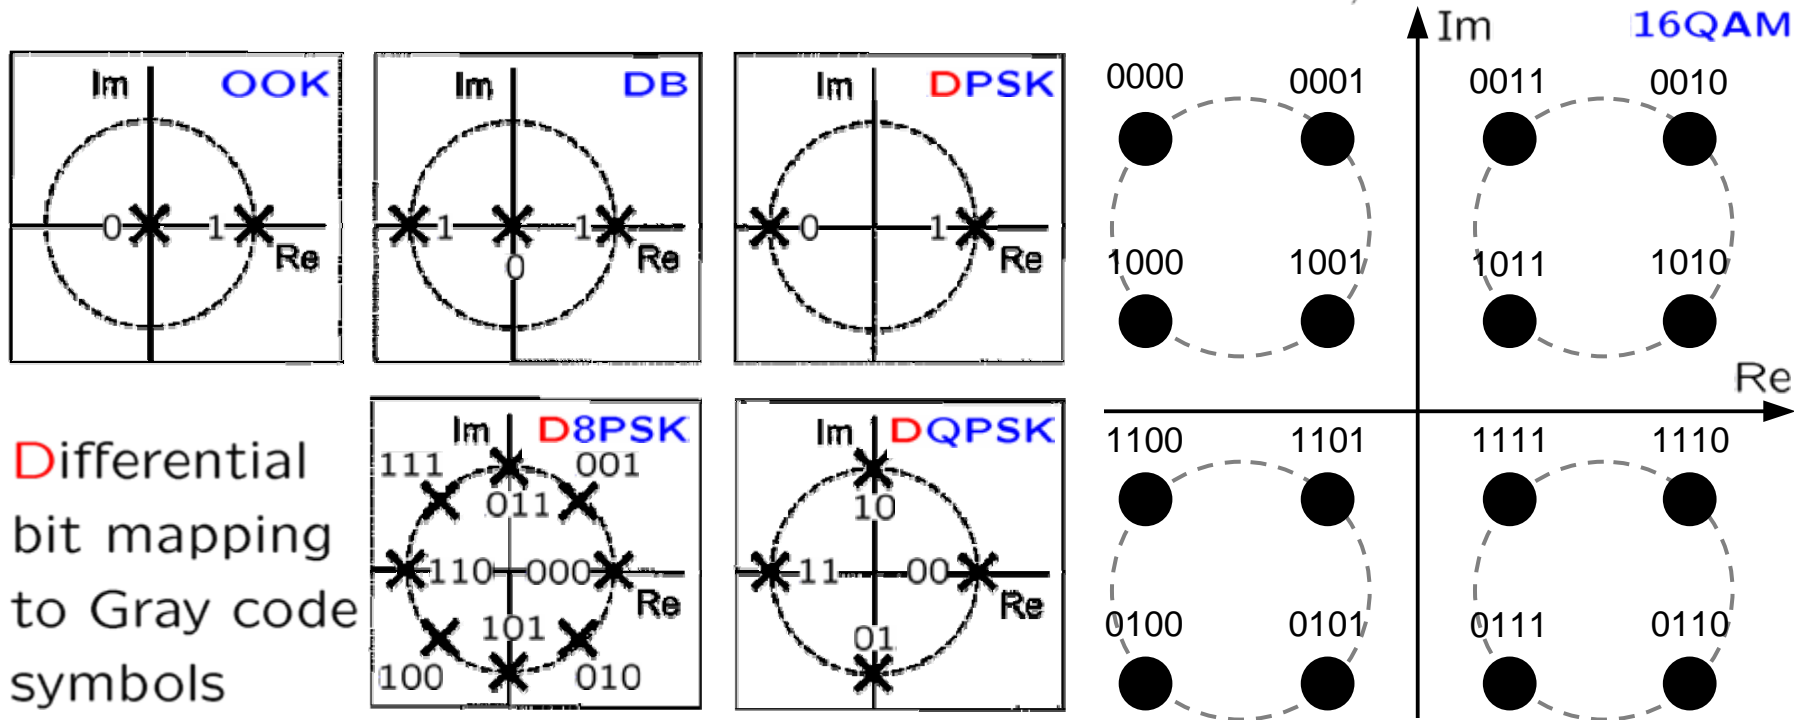 Im OOK
0 1
Re
Im DB
1 1
0 Re
Im DPSK
0 1
Re
Im 16QAM
0000 0001 0011 0010
1000 1001 1011 1010
Re
1100 1101 1111 1110
0100 0101 0111 0110
Differential
bit mapping
to Gray code
symbols
Im D8PSK
111 001
011
110 000
Re
101
100 010
Im DQPSK
10
11 00
Re
01